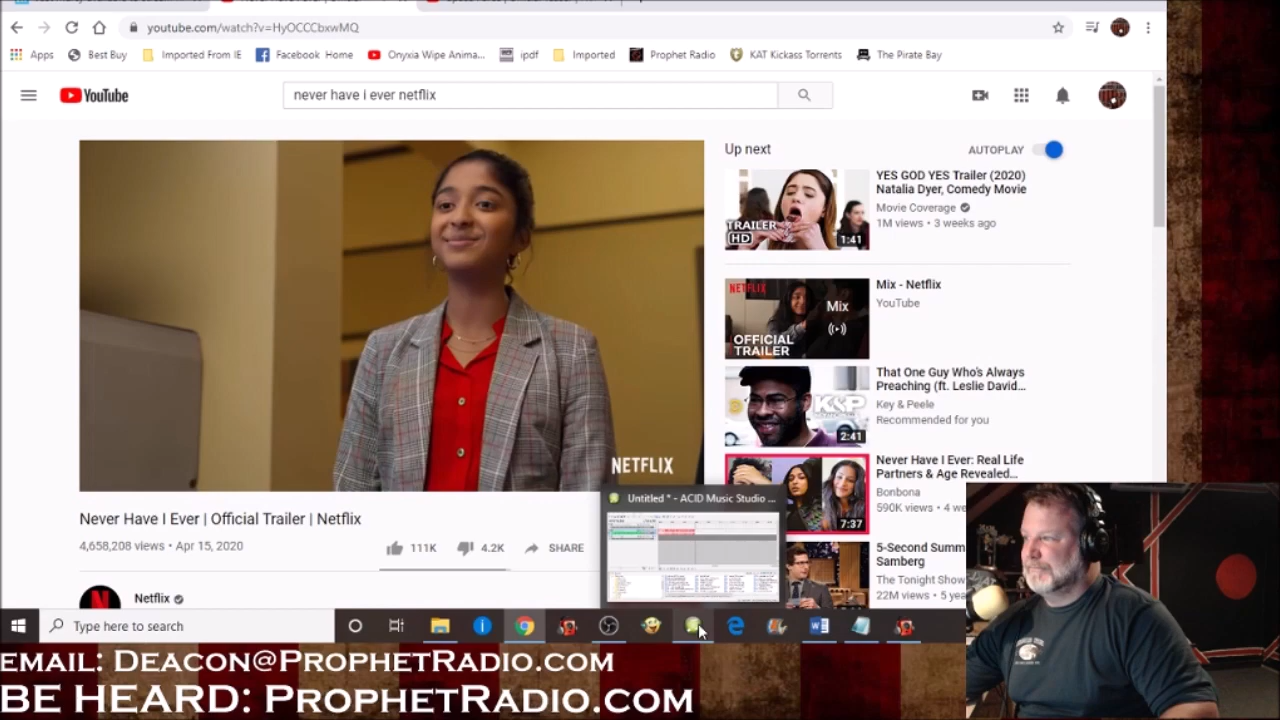 youtube.com/watch?v=HyOCCCbxwMQ
Apps
Best Buy
Imported From IE
Facebook Home
Onyxia Wipe Anima...
ipdf
Imported
Prophet Radio
KAT Kickass Torrents
The Pirate Bay
YouTube
never have i ever netflix
NETFLIX
Never Have I Ever | Official Trailer | Netflix
4,658,208 views • Apr 15, 2020
111K
4.2K
SHARE
N
Netflix
Up next
AUTOPLAY
TRAILER
HD
1:41
YES GOD YES Trailer (2020)
Natalia Dyer, Comedy Movie
Movie Coverage
1M views • 3 weeks ago
NETFLIX
OFFICIAL
TRAILER
Mix
Mix - Netflix
YouTube
K&P
2:41
That One Guy Who's Always
Preaching (ft. Leslie David...
Key & Peele
Recommended for you
7:37
Never Have I Ever: Real Life
Partners & Age Revealed...
Bonbona
590K views • 4 we
5-Second Summ
Samberg
The Tonight Show
22M views • 5 yea
Untitled * - ACID Music Studio ...
Type here to search
EMAIL: DEACON@PROPHETRADIO.COM
BE HEARD: PROPHETRADIO.COM